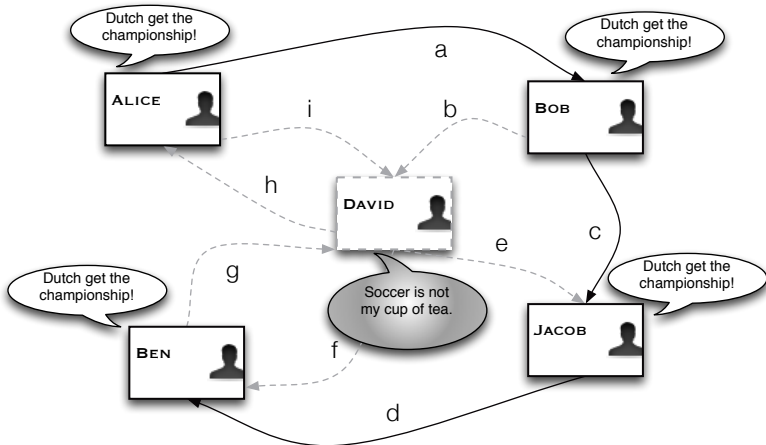 Dutch get the
championship!
Dutch get the
championship!
a
ALICE
BOB
i
b
h
DAVID
c
g
e
Dutch get the
championship!
Dutch get the
championship!
Soccer is not
my cup of tea.
JACOB
BEN
f
d